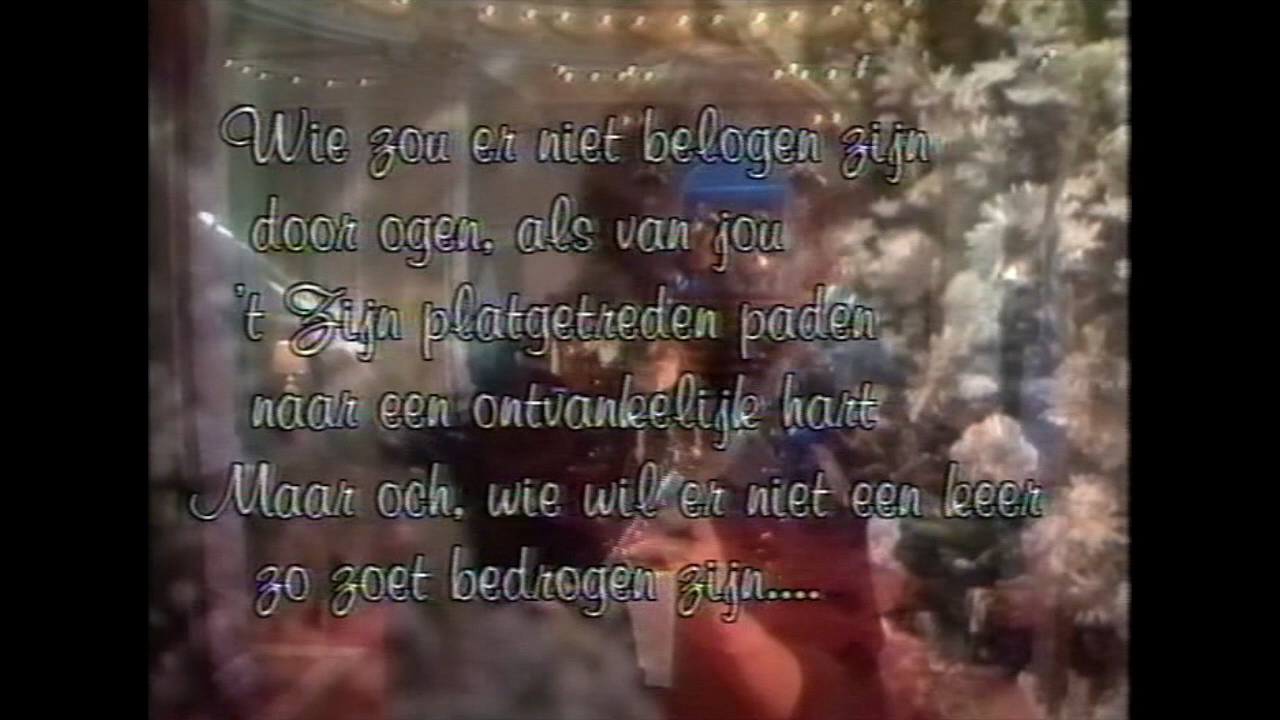 Wie zou er niet belogen zijn
door ogen, als van jou
't Zijn platgetreden paden
naar een ontvankelijk hart
Maar och, wie wil er niet een keer
zo zoet bedrogen zijn....